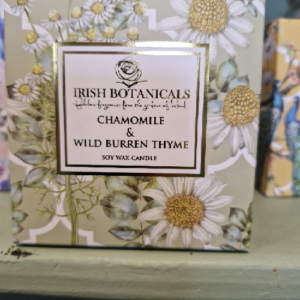 IRISH BOTANICALS
CHAMOMILE
&
WILD BURREN THYME
SOY WAX CANDLE